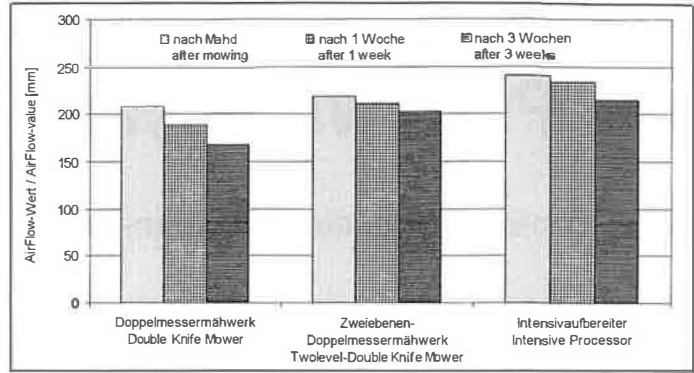 300
250
200
150
100
50
0
AirFlow-Wert / AirFlow-value [mm]
nach Mahd
after mowing
nach 1 Woche
after 1 week
nach 3 Wochen
after 3 weeks
Doppelmessermähwerk
Double Knife Mower
Zweiebenen-
Doppelmessermähwerk
Twolevel-Double Knife Mower
Intensivaufbereiter
Intensive Processor